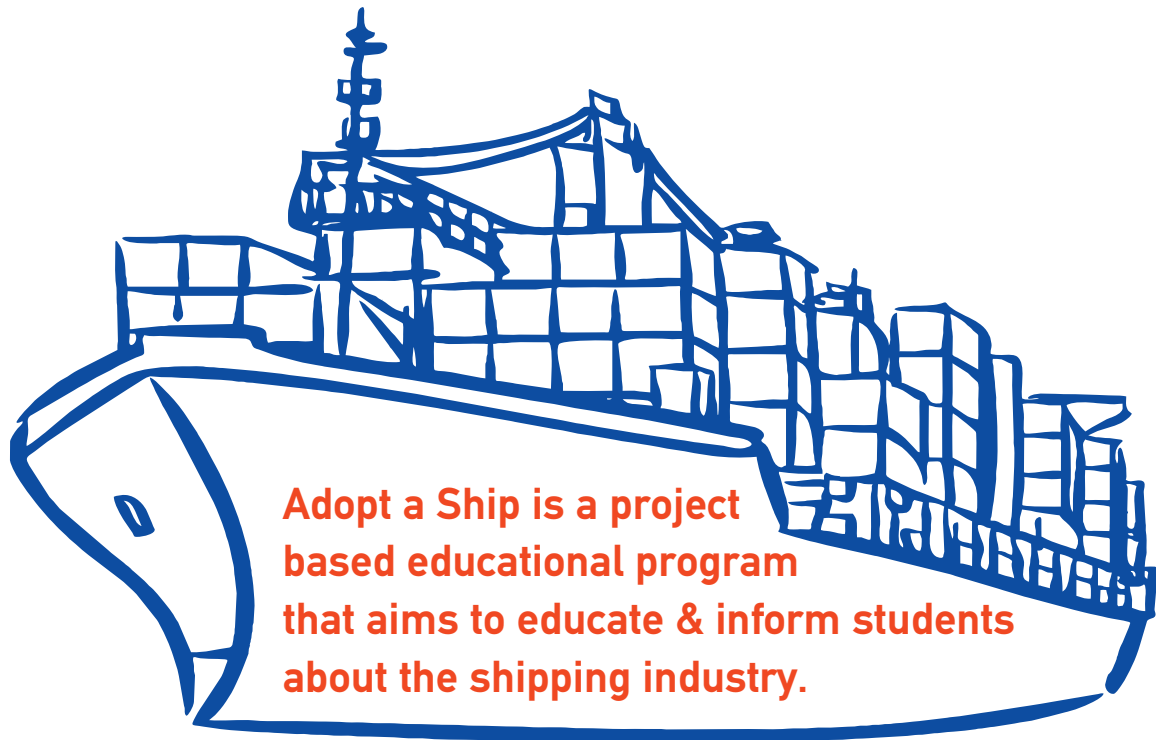 Adopt a Ship is a project
based educational program
that aims to educate & inform students
about the shipping industry.